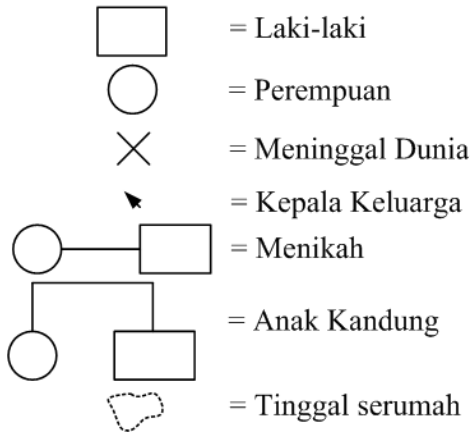 = Laki-laki
= Perempuan
= Meninggal Dunia
= Kepala Keluarga
= Menikah
= Anak Kandung
= Tinggal serumah